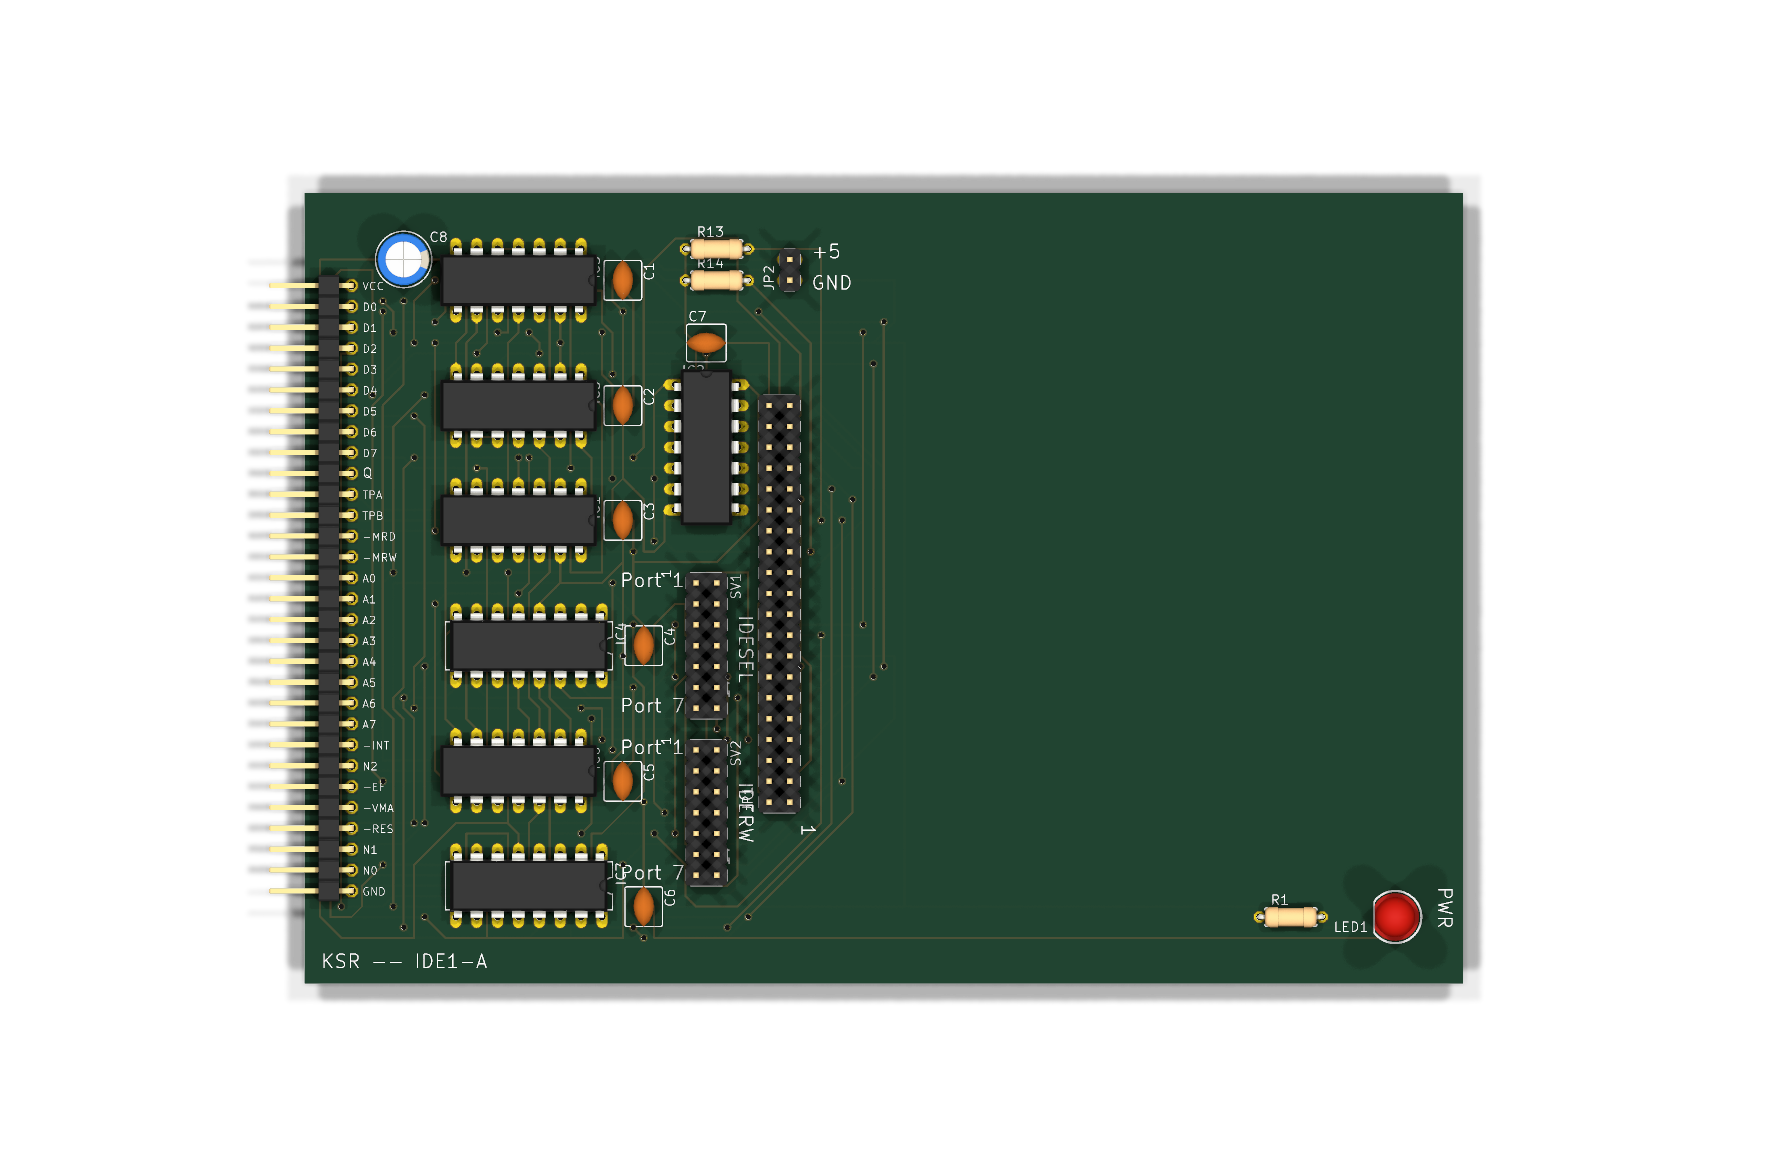 C8
VCC
D0
D1
D2
D3
D4
D5
D6
D7
Q
TPA
TPB
-MRD
-MRW
A0
A1
A2
A3
A4
A5
A6
A7
-INT
N2
-EF
-VMA
-RES
N1
N0
GND
C1
C2
C3
IC4
C4
C5
C6
R13
R14
JP2
+5
GND
C7
Port 1
1
SV1
IDESEL
Port 7
Port 1
1
SV2
Port 7
1
R1
LED1
PWR
KSR -- IDE1-A